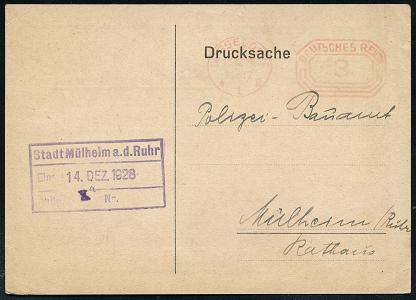 Drucksache
DEUTSCHES REICH
3
Polizei-Bauamt
Stadt Mülheim a. d. Ruhr
14. DEZ. 1928
Nr.
Mülheim/Ruhr
Rathaus